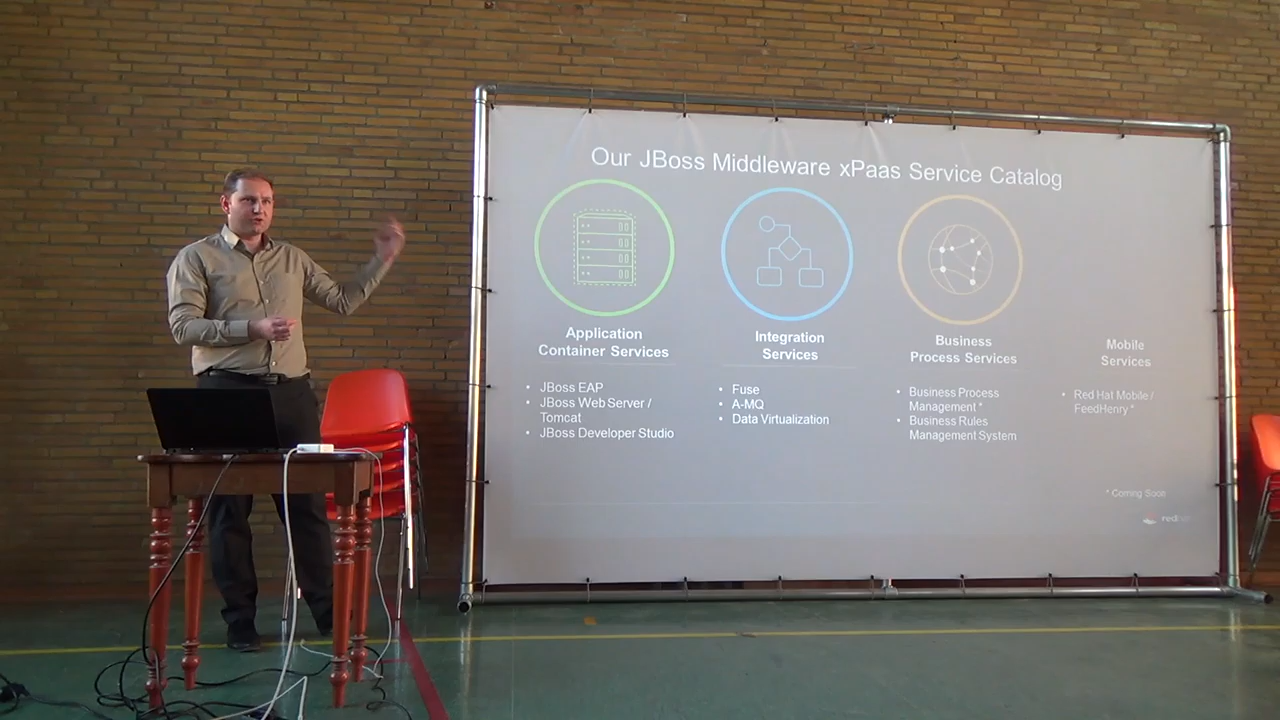 Our JBoss Middleware xPaas Service Catalog
Application
Container Services
• JBoss EAP
• JBoss Web Server /
Tomcat
• JBoss Developer Studio
Integration
Services
• Fuse
• A-MQ
• Data Virtualization
Business
Process Services
• Business Process
Management *
• Business Rules
Management System
Mobile
Services
• Red Hat Mobile /
FeedHenry *
* Coming Soon